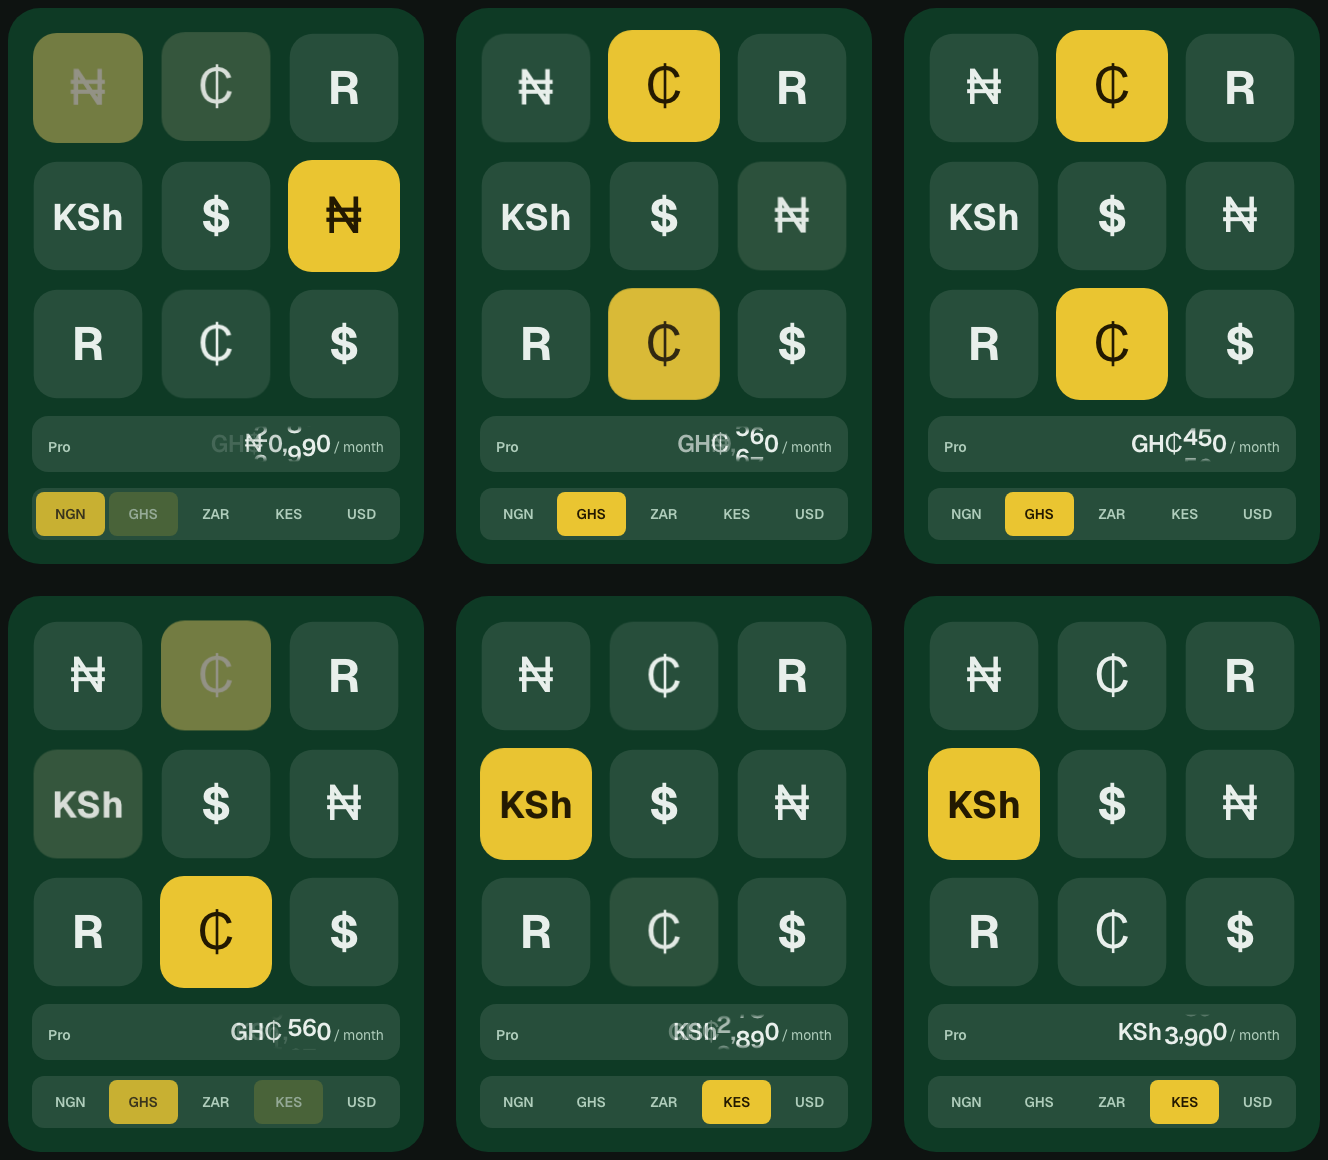 ₦ ₵ R
KSh $ ₦
R ₵ $
Pro / month
NGN GHS ZAR KES USD
₦ ₵ R
KSh $ ₦
R ₵ $
Pro / month
NGN GHS ZAR KES USD
₦ ₵ R
KSh $ ₦
R ₵ $
Pro GH₵450 / month
NGN GHS ZAR KES USD
₦ ₵ R
KSh $ ₦
R ₵ $
Pro GH₵ 560 / month
NGN GHS ZAR KES USD
₦ ₵ R
KSh $ ₦
R ₵ $
Pro KSh / month
NGN GHS ZAR KES USD
₦ ₵ R
KSh $ ₦
R ₵ $
Pro KSh 3,900 / month
NGN GHS ZAR KES USD